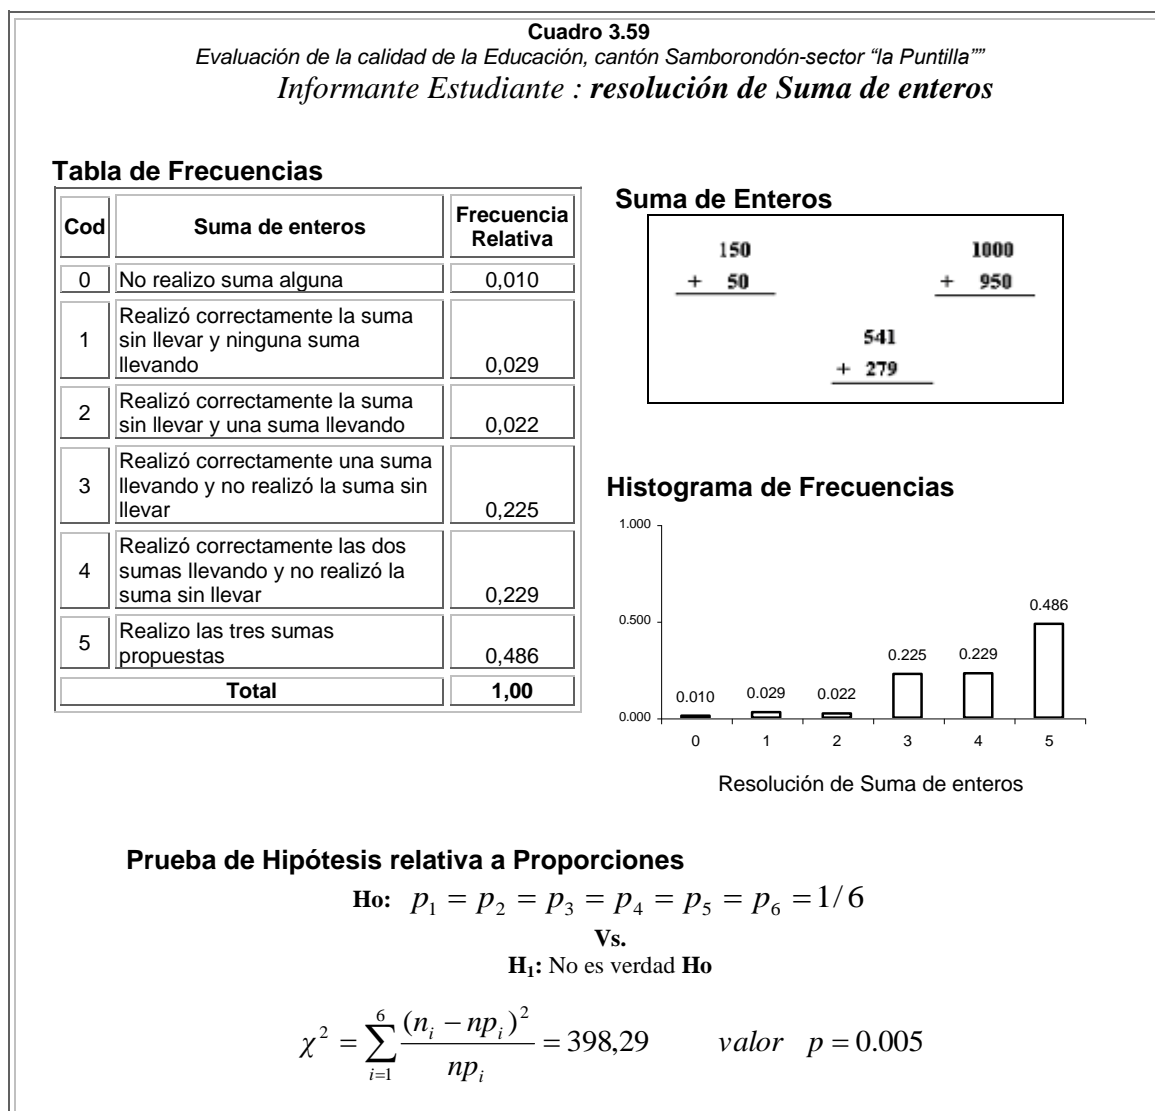 Cuadro 3.59
Evaluación de la calidad de la Educación, cantón Samborondón-sector “la Puntilla””
Informante Estudiante : resolución de Suma de enteros
Tabla de Frecuencias
Cod Suma de enteros Frecuencia Relativa
0 No realizo suma alguna 0,010
1 Realizó correctamente la suma
sin llevar y ninguna suma
llevando 0,029
2 Realizó correctamente la suma
sin llevar y una suma llevando 0,022
3 Realizó correctamente una suma
llevando y no realizó la suma sin
llevar 0,225
4 Realizó correctamente las dos
sumas llevando y no realizó la
suma sin llevar 0,229
5 Realizo las tres sumas
propuestas 0,486
Total 1,00
Suma de Enteros
150 1000
+ 50 + 950
541
+ 279
Histograma de Frecuencias
1.000
0.500
0.000
0.010 0.029 0.022 0.225 0.229 0.486
0 1 2 3 4 5
Resolución de Suma de enteros
Prueba de Hipótesis relativa a Proporciones
Ho: p₁ = p₂ = p₃ = p₄ = p₅ = p₆ = 1/6
Vs.
H₁: No es verdad Ho
χ² = ∑_{i=1}^{6} (nᵢ − npᵢ)² / npᵢ = 398,29 valor p = 0.005